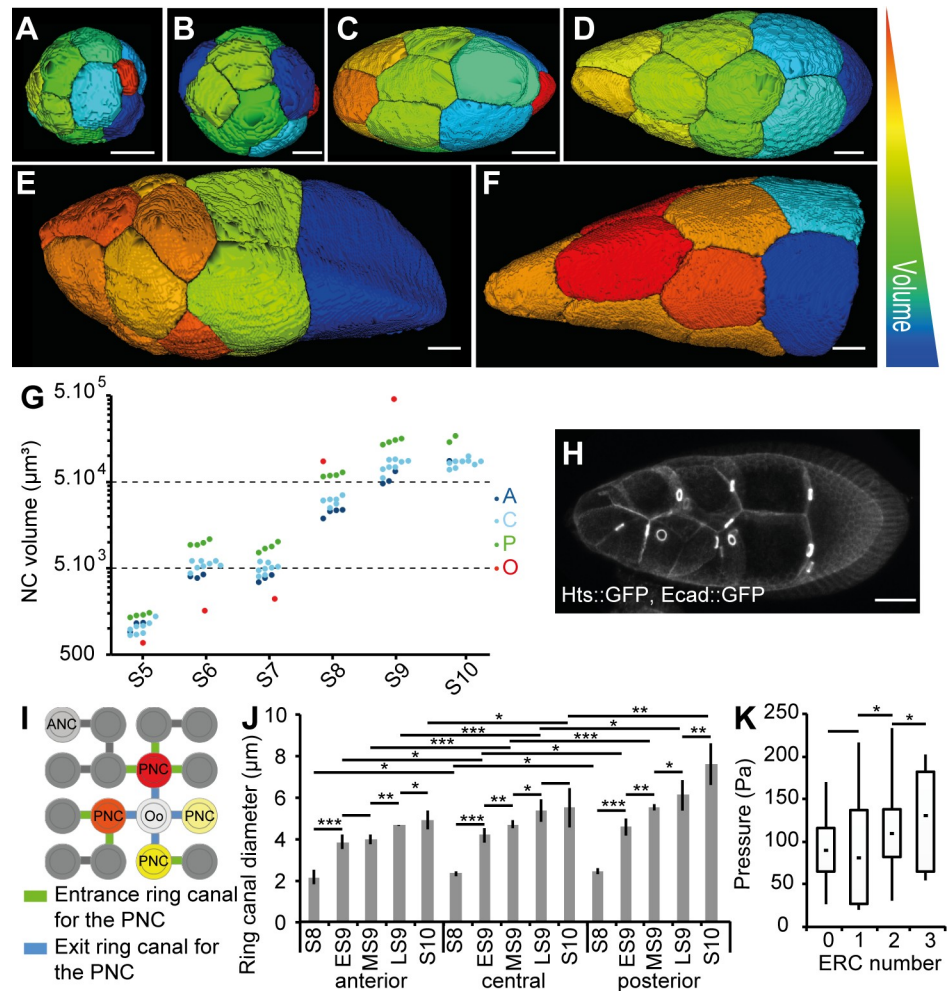 A
B
C
D
E
F
Volume
G
NC volume (µm³)
5.10⁵
5.10⁴
5.10³
500
S5 S6 S7 S8 S9 S10
A
C
P
O
H
Hts::GFP, Ecad::GFP
I
ANC
PNC
PNC Oo PNC
PNC
Entrance ring canal
for the PNC
Exit ring canal for
the PNC
J
Ring canal diameter (µm)
10
8
6
4
2
0
* **
*** *
*** ***
* *
* *
*** ** * *** ** * *** * **
S8 ES9 MS9 LS9 S10 S8 ES9 MS9 LS9 S10 S8 ES9 MS9 LS9 S10
anterior central posterior
K
Pressure (Pa)
250
200
150
100
50
0
* *
0 1 2 3
ERC number